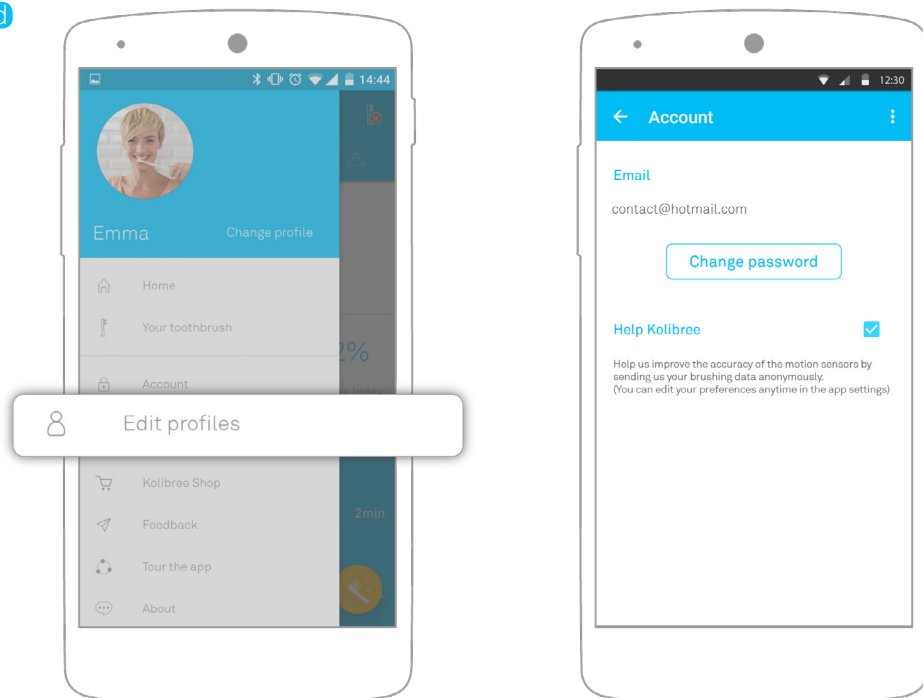 d
14:44
Emma
Change profile
Home
Your toothbrush
2%
Account
Edit profiles
Kolibree Shop
Feedback
2min
Tour the app
About
12:30
Account
Email
contact@hotmail.com
Change password
Help Kolibree
Help us improve the accuracy of the motion sensors by
sending us your brushing data anonymously.
(You can edit your preferences anytime in the app settings)